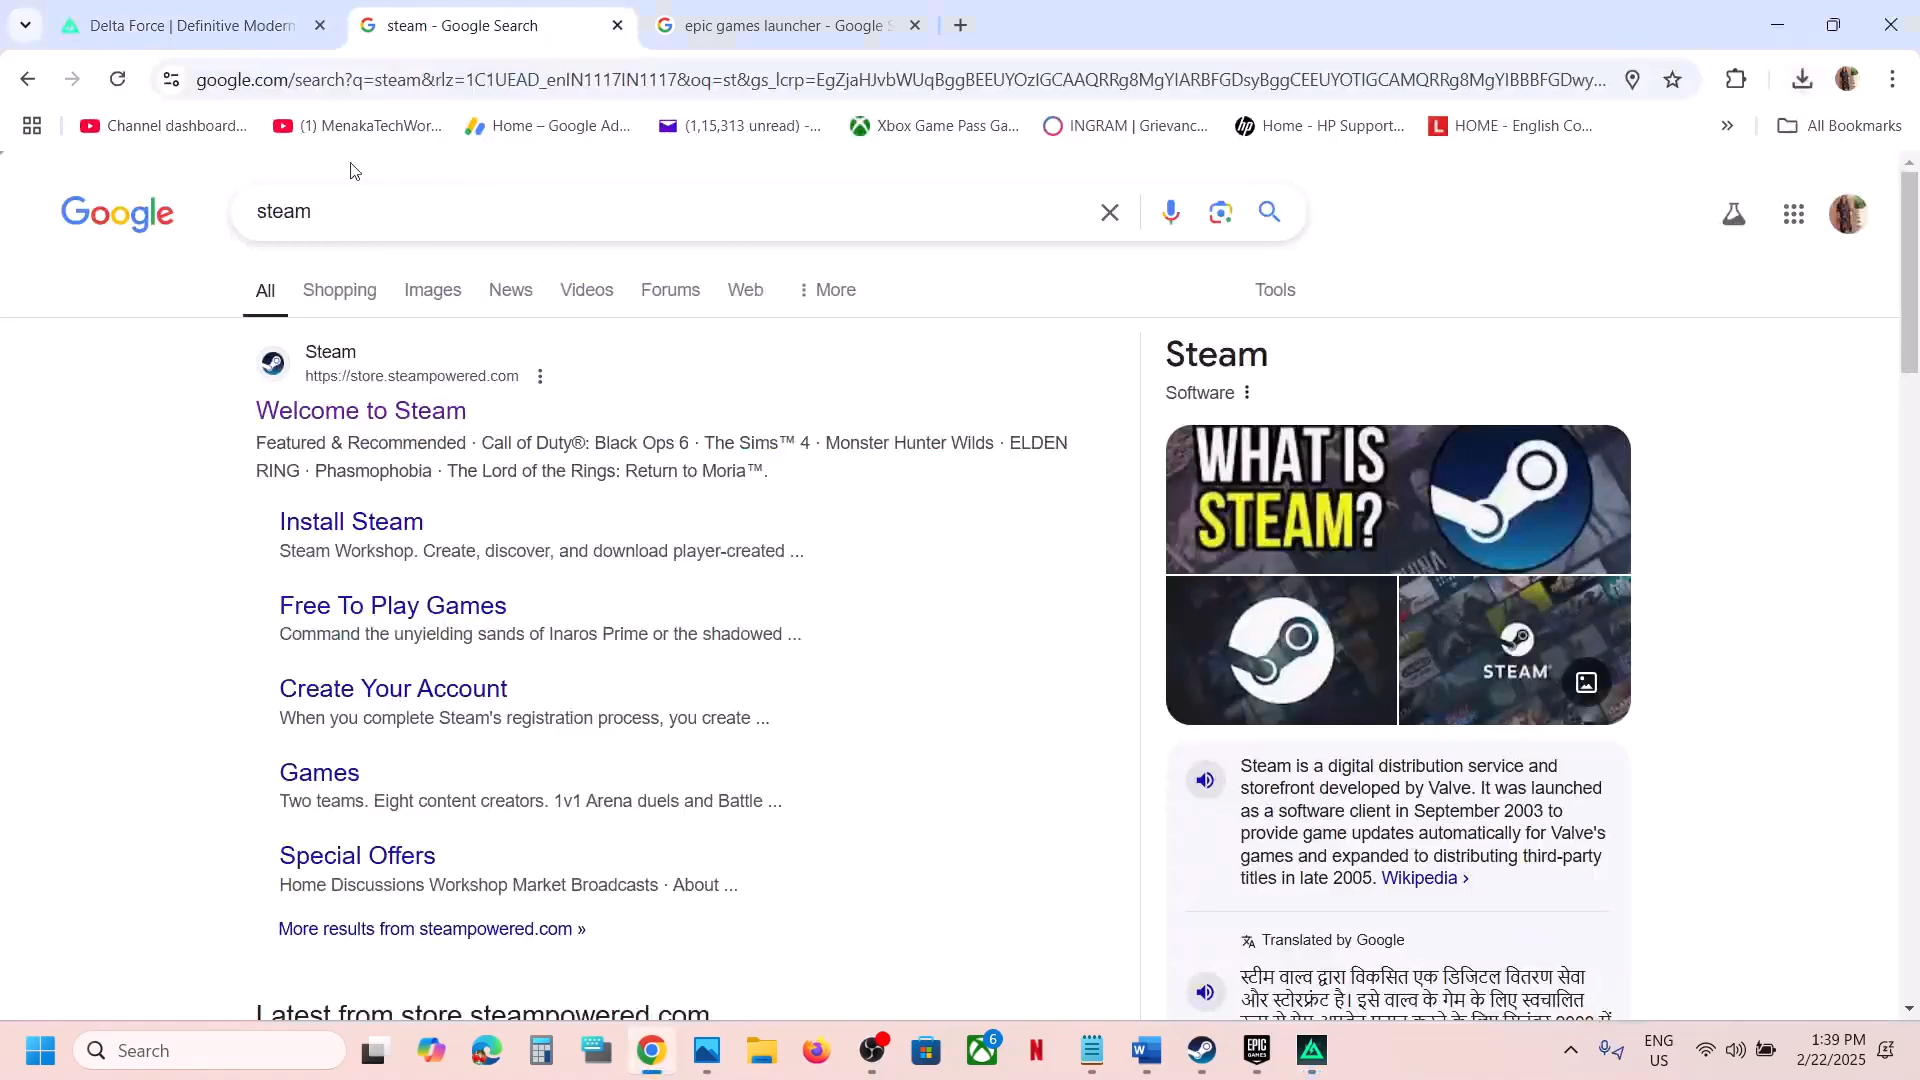 Delta Force | Definitive Modern
steam - Google Search
epic games launcher - Google S
google.com/search?q=steam&rlz=1C1UEAD_enIN1117IN1117&oq=st&gs_lcrp=EgZjaHJvbWUqBggBEEUYOzIGCAAQRRg8MgYIARBFGDsyBggCEEUYOTIGCAMQRRg8MgYIBBBFGDwy...
Channel dashboard...
(1) MenakaTechWor...
Home – Google Ad...
(1,15,313 unread) -...
Xbox Game Pass Ga...
INGRAM | Grievanc...
Home - HP Support...
HOME - English Co...
All Bookmarks
Google
steam
All
Shopping
Images
News
Videos
Forums
Web
More
Tools
Steam
https://store.steampowered.com
Welcome to Steam
Featured & Recommended · Call of Duty®: Black Ops 6 · The Sims™ 4 · Monster Hunter Wilds · ELDEN
RING · Phasmophobia · The Lord of the Rings: Return to Moria™.
Install Steam
Steam Workshop. Create, discover, and download player-created ...
Free To Play Games
Command the unyielding sands of Inaros Prime or the shadowed ...
Create Your Account
When you complete Steam's registration process, you create ...
Games
Two teams. Eight content creators. 1v1 Arena duels and Battle ...
Special Offers
Home Discussions Workshop Market Broadcasts · About ...
More results from steampowered.com »
Latest from store.steampowered.com
Steam
Software
WHAT IS
STEAM?
STEAM
Steam is a digital distribution service and
storefront developed by Valve. It was launched
as a software client in September 2003 to
provide game updates automatically for Valve's
games and expanded to distributing third-party
titles in late 2005. Wikipedia ›
Translated by Google
स्टीम वाल्व द्वारा विकसित एक डिजिटल वितरण सेवा
और स्टोरफ्रंट है। इसे वाल्व के गेम के लिए स्वचालित
Search
6
ENG
US
1:39 PM
2/22/2025